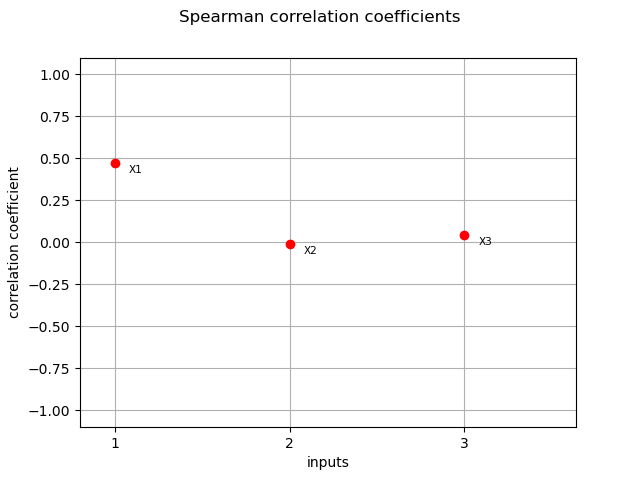 Spearman correlation coefficients
1.00
0.75
0.50
0.25
0.00
−0.25
−0.50
−0.75
−1.00
correlation coefficient
X1
X2
X3
1 2 3
inputs